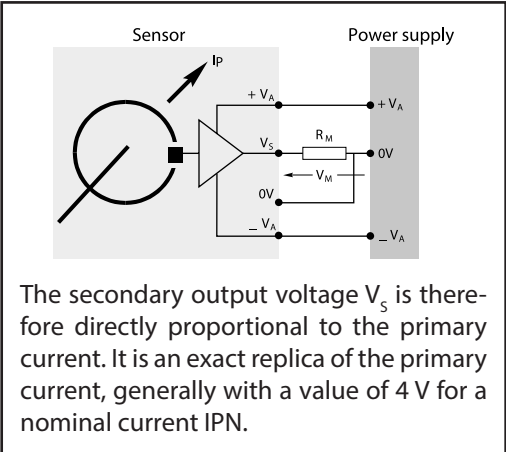 Sensor Power supply
IP
+ VA +VA
VS RM 0V
VM
0V
_ VA _ VA
The secondary output voltage VS is there-
fore directly proportional to the primary
current. It is an exact replica of the primary
current, generally with a value of 4 V for a
nominal current IPN.